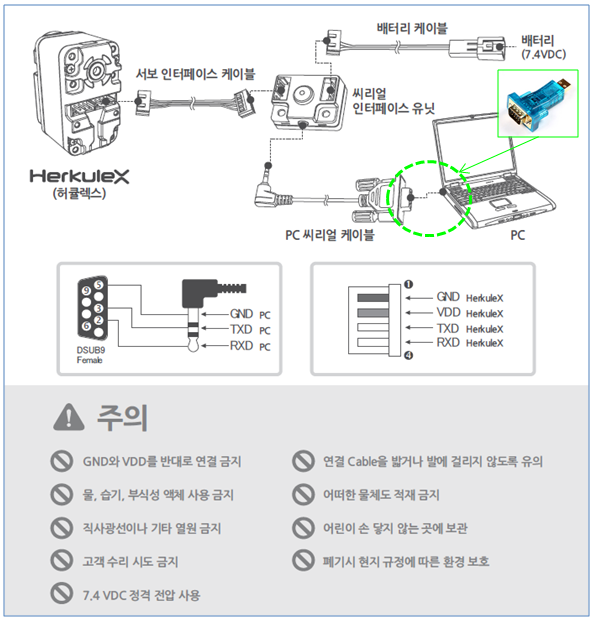 배터리 케이블
배터리
(7.4VDC)
서보 인터페이스 케이블
씨리얼
인터페이스 유닛
HerkuleX
(허큘렉스)
PC 씨리얼 케이블
PC
9
5
3
6
2
DSUB9
Female
GND PC
TXD PC
RXD PC
1
GND HerkuleX
VDD HerkuleX
TXD HerkuleX
RXD HerkuleX
4
주의
GND와 VDD를 반대로 연결 금지
물, 습기, 부식성 액체 사용 금지
직사광선이나 기타 열원 금지
고객 수리 시도 금지
7.4 VDC 정격 전압 사용
연결 Cable을 밟거나 발에 걸리지 않도록 유의
어떠한 물체도 적재 금지
어린이 손 닿지 않는 곳에 보관
폐기시 현지 규정에 따른 환경 보호